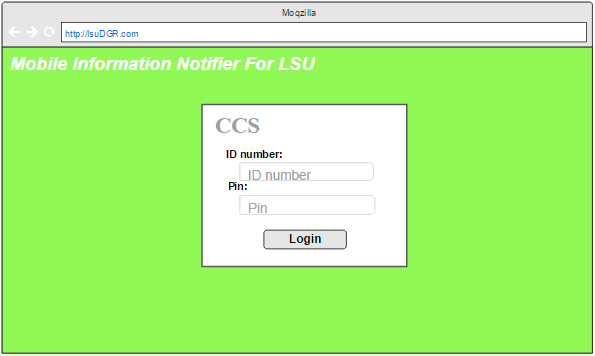 Moqzilla
http://lsuDGR.com
Mobile Information Notifier For LSU
CCS
ID number:
ID number
Pin:
Pin
Login